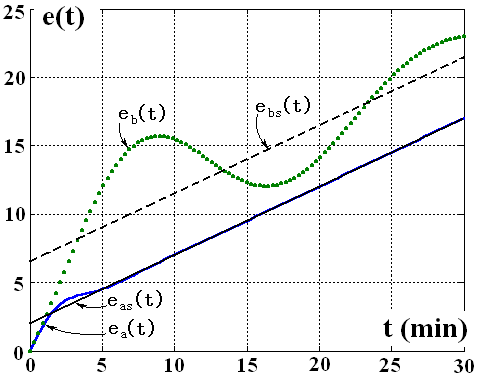 25 e(t)
20
15
10
5
0
e_b(t)
e_bs(t)
e_as(t)
e_a(t)
t (min)
0 5 10 15 20 25 30